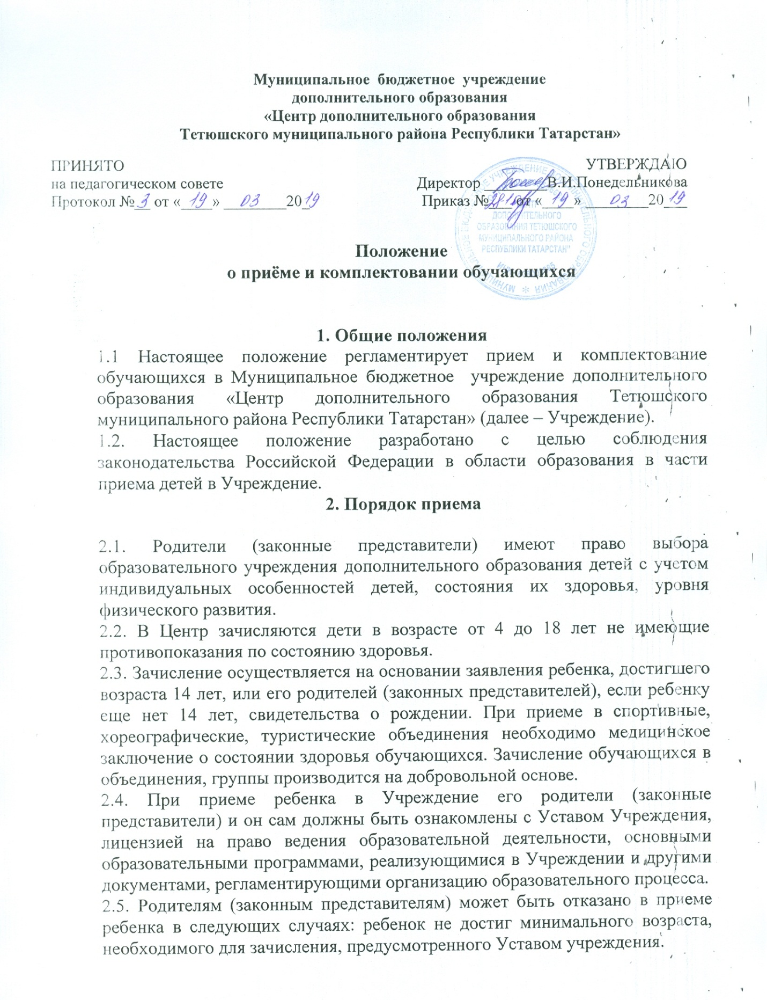 Муниципальное бюджетное учреждение
дополнительного образования
«Центр дополнительного образования
Тетюшского муниципального района Республики Татарстан»
ПРИНЯТО
на педагогическом совете
Протокол № 3 от « 19 » 03 2019
УТВЕРЖДАЮ
Директор В.И.Понедельникова
Приказ № от « 19 » 03 2019
ДОПОЛНИТЕЛЬНОГО
ОБРАЗОВАНИЯ ТЕТЮШСКОГО
МУНИЦИПАЛЬНОГО РАЙОНА
РЕСПУБЛИКИ ТАТАРСТАН"
Положение
о приёме и комплектовании обучающихся
1. Общие положения
1.1 Настоящее положение регламентирует прием и комплектование
обучающихся в Муниципальное бюджетное учреждение дополнительного
образования «Центр дополнительного образования Тетюшского
муниципального района Республики Татарстан» (далее – Учреждение).
1.2. Настоящее положение разработано с целью соблюдения
законодательства Российской Федерации в области образования в части
приема детей в Учреждение.
2. Порядок приема
2.1. Родители (законные представители) имеют право выбора
образовательного учреждения дополнительного образования детей с учетом
индивидуальных особенностей детей, состояния их здоровья, уровня
физического развития.
2.2. В Центр зачисляются дети в возрасте от 4 до 18 лет не имеющие
противопоказания по состоянию здоровья.
2.3. Зачисление осуществляется на основании заявления ребенка, достигшего
возраста 14 лет, или его родителей (законных представителей), если ребенку
еще нет 14 лет, свидетельства о рождении. При приеме в спортивные,
хореографические, туристические объединения необходимо медицинское
заключение о состоянии здоровья обучающихся. Зачисление обучающихся в
объединения, группы производится на добровольной основе.
2.4. При приеме ребенка в Учреждение его родители (законные
представители) и он сам должны быть ознакомлены с Уставом Учреждения,
лицензией на право ведения образовательной деятельности, основными
образовательными программами, реализующимися в Учреждении и другими
документами, регламентирующими организацию образовательного процесса.
2.5. Родителям (законным представителям) может быть отказано в приеме
ребенка в следующих случаях: ребенок не достиг минимального возраста,
необходимого для зачисления, предусмотренного Уставом учреждения.